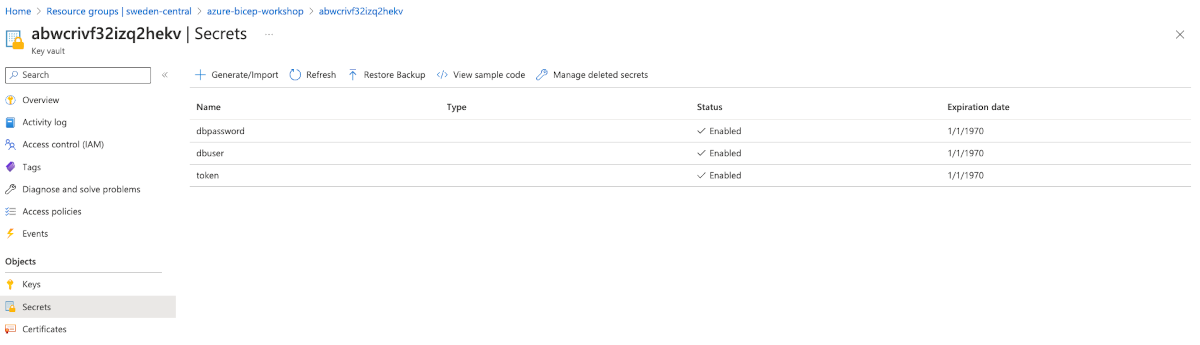 Home > Resource groups | sweden-central > azure-bicep-workshop > abwcrivf32izq2hekv
abwcrivf32izq2hekv | Secrets ...
Key vault
Search «
Generate/Import Refresh Restore Backup View sample code Manage deleted secrets
Overview
Activity log
Access control (IAM)
Tags
Diagnose and solve problems
Access policies
Events
Objects
Keys
Secrets
Certificates
Name Type Status Expiration date
dbpassword Enabled 1/1/1970
dbuser Enabled 1/1/1970
token Enabled 1/1/1970